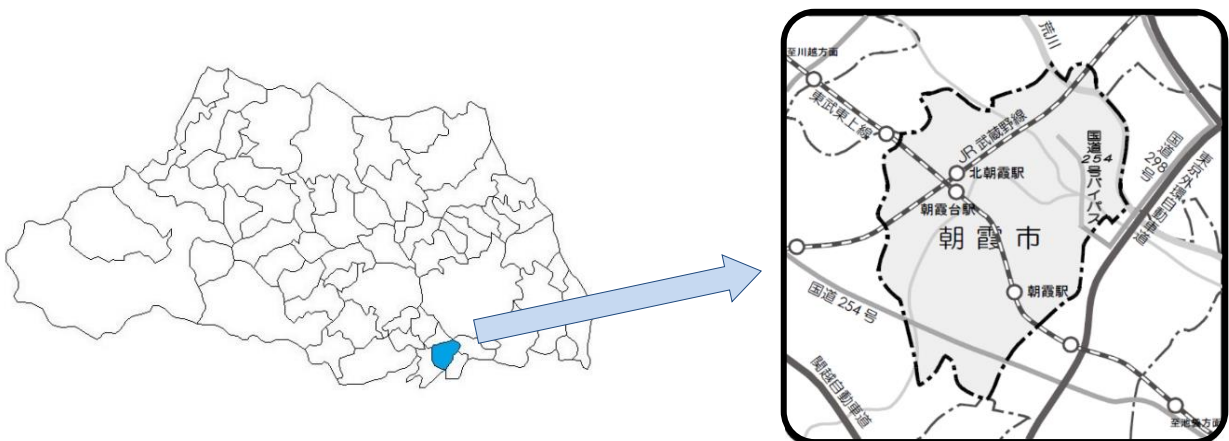 至川越方面
荒川
東武東上線
JR武蔵野線
国道254号バイパス
国道298号
東京外環自動車道
北朝霞駅
朝霞台駅
朝霞市
朝霞駅
国道254号
関越自動車道
至池袋方面